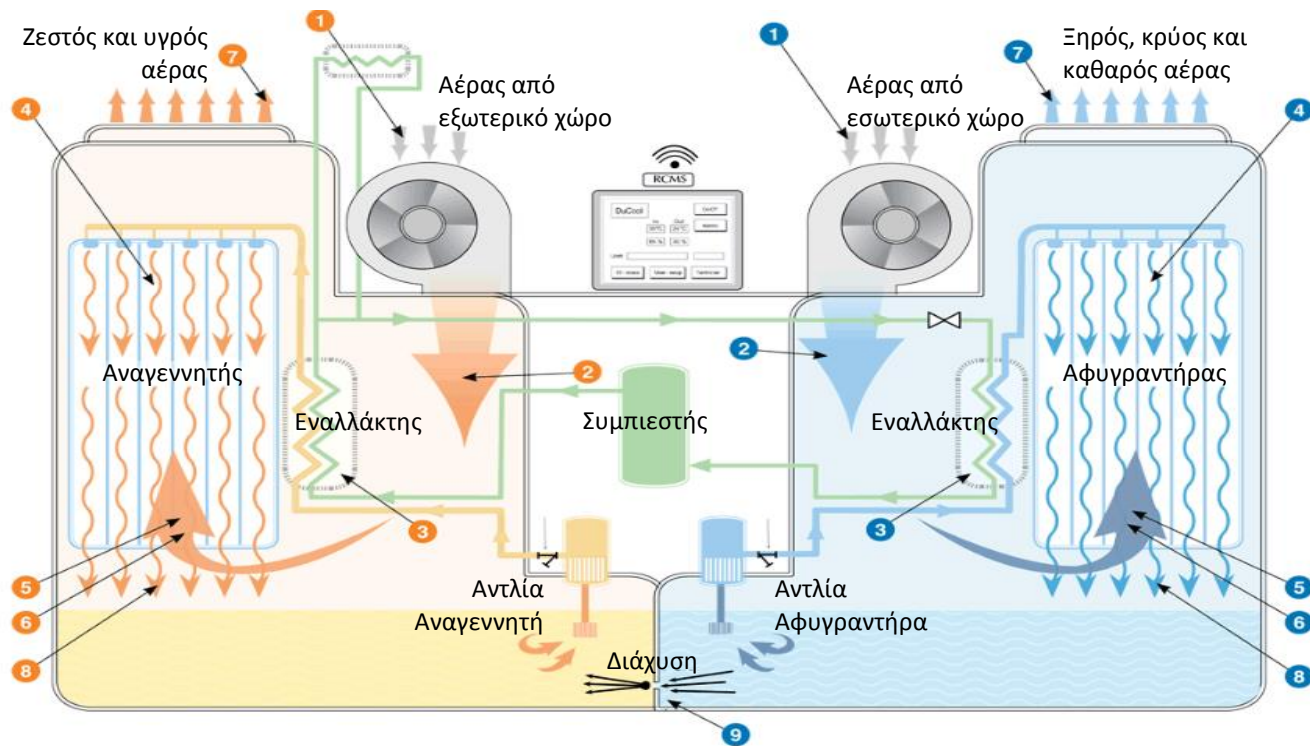 1
1
Ζεστός και υγρός
αέρας
7
Ξηρός, κρύος και
καθαρός αέρας
7
Αέρας από
εξωτερικό χώρο
Αέρας από
εσωτερικό χώρο
4
4
RCMS
DuCool
On/Off
2
2
Αναγεννητής
Εναλλάκτης
Συμπιεστής
Εναλλάκτης
Αφυγραντήρας
3
3
5
6
8
Αντλία
Αναγεννητή
Αντλία
Αφυγραντήρα
5
6
8
Διάχυση
9